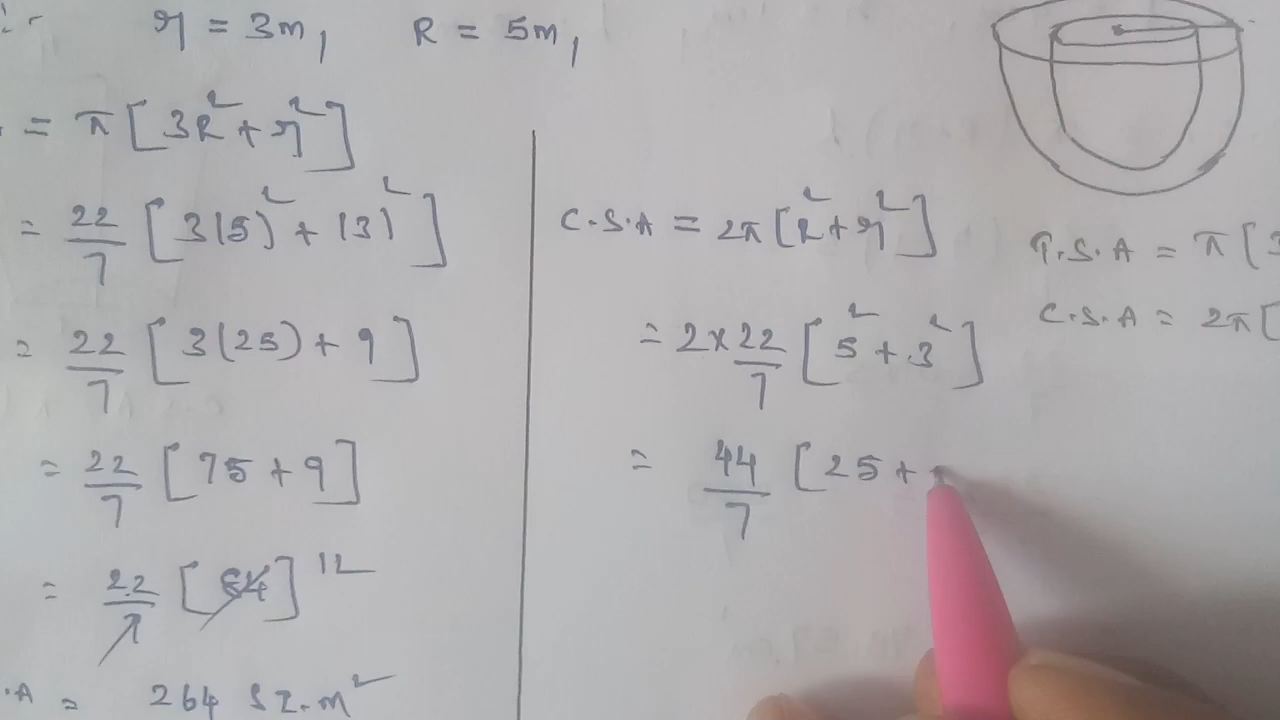 r = 3m, R = 5m,
= π [3R² + r²]
= 22/7 [3(5)² + (3)²]
= 22/7 [3(25) + 9]
= 22/7 [75 + 9]
= 22/7 [84] 12
.A = 264 sq.m²
C.S.A = 2π [R² + r²]
= 2 × 22/7 [5² + 3²]
= 44/7 [25 +
T.S.A = π [3
C.S.A = 2π [